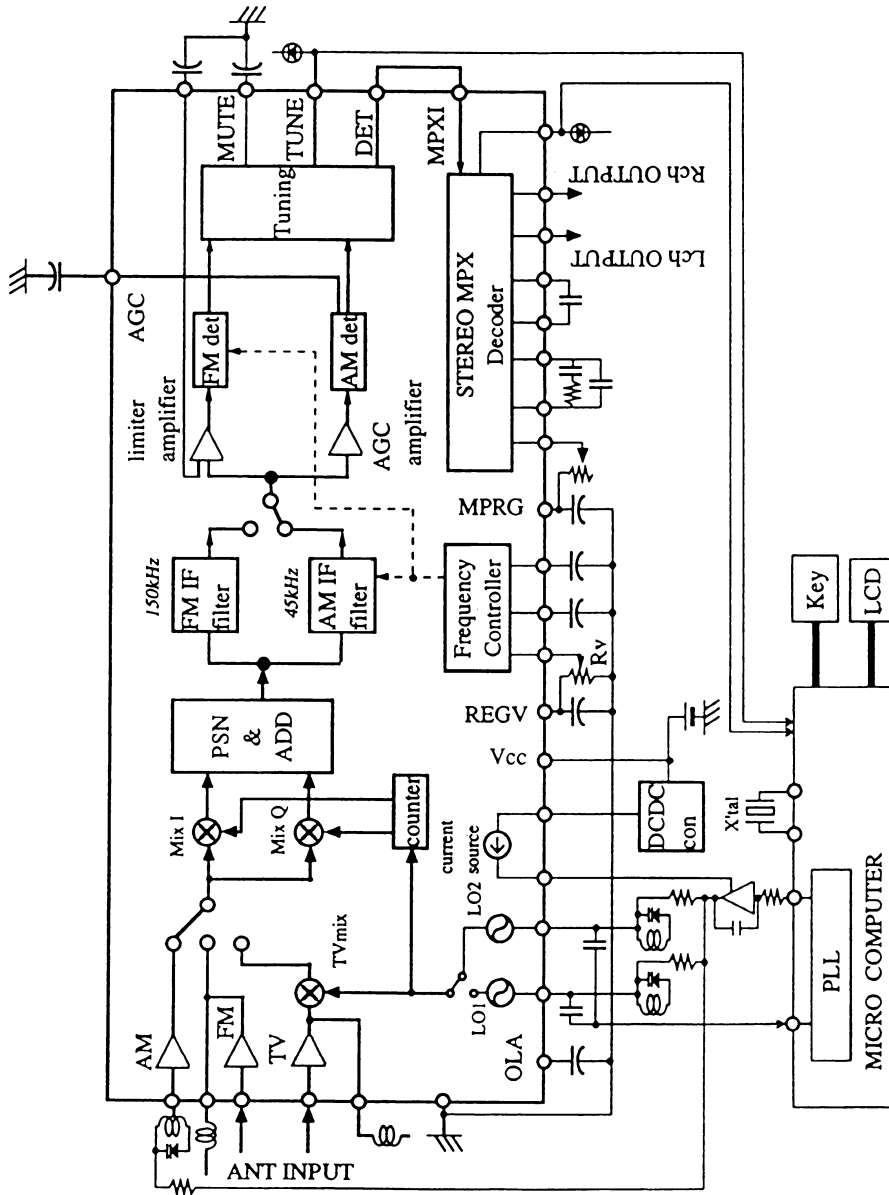 ANT INPUT
AM
FM
TV
TVmix
OLA
LO1
LO2
current
source
Mix I
Mix Q
counter
PSN
&
ADD
150kHz
FM IF
filter
45kHz
AM IF
filter
limiter
amplifier
AGC
amplifier
FM det
AM det
AGC
Tuning
MUTE
TUNE
DET
MPXI
STEREO MPX
Decoder
Frequency
Controller
MPRG
REGV
Rv
Vcc
DCDC
con
Lch OUTPUT
Rch OUTPUT
X'tal
PLL
MICRO COMPUTER
Key
LCD